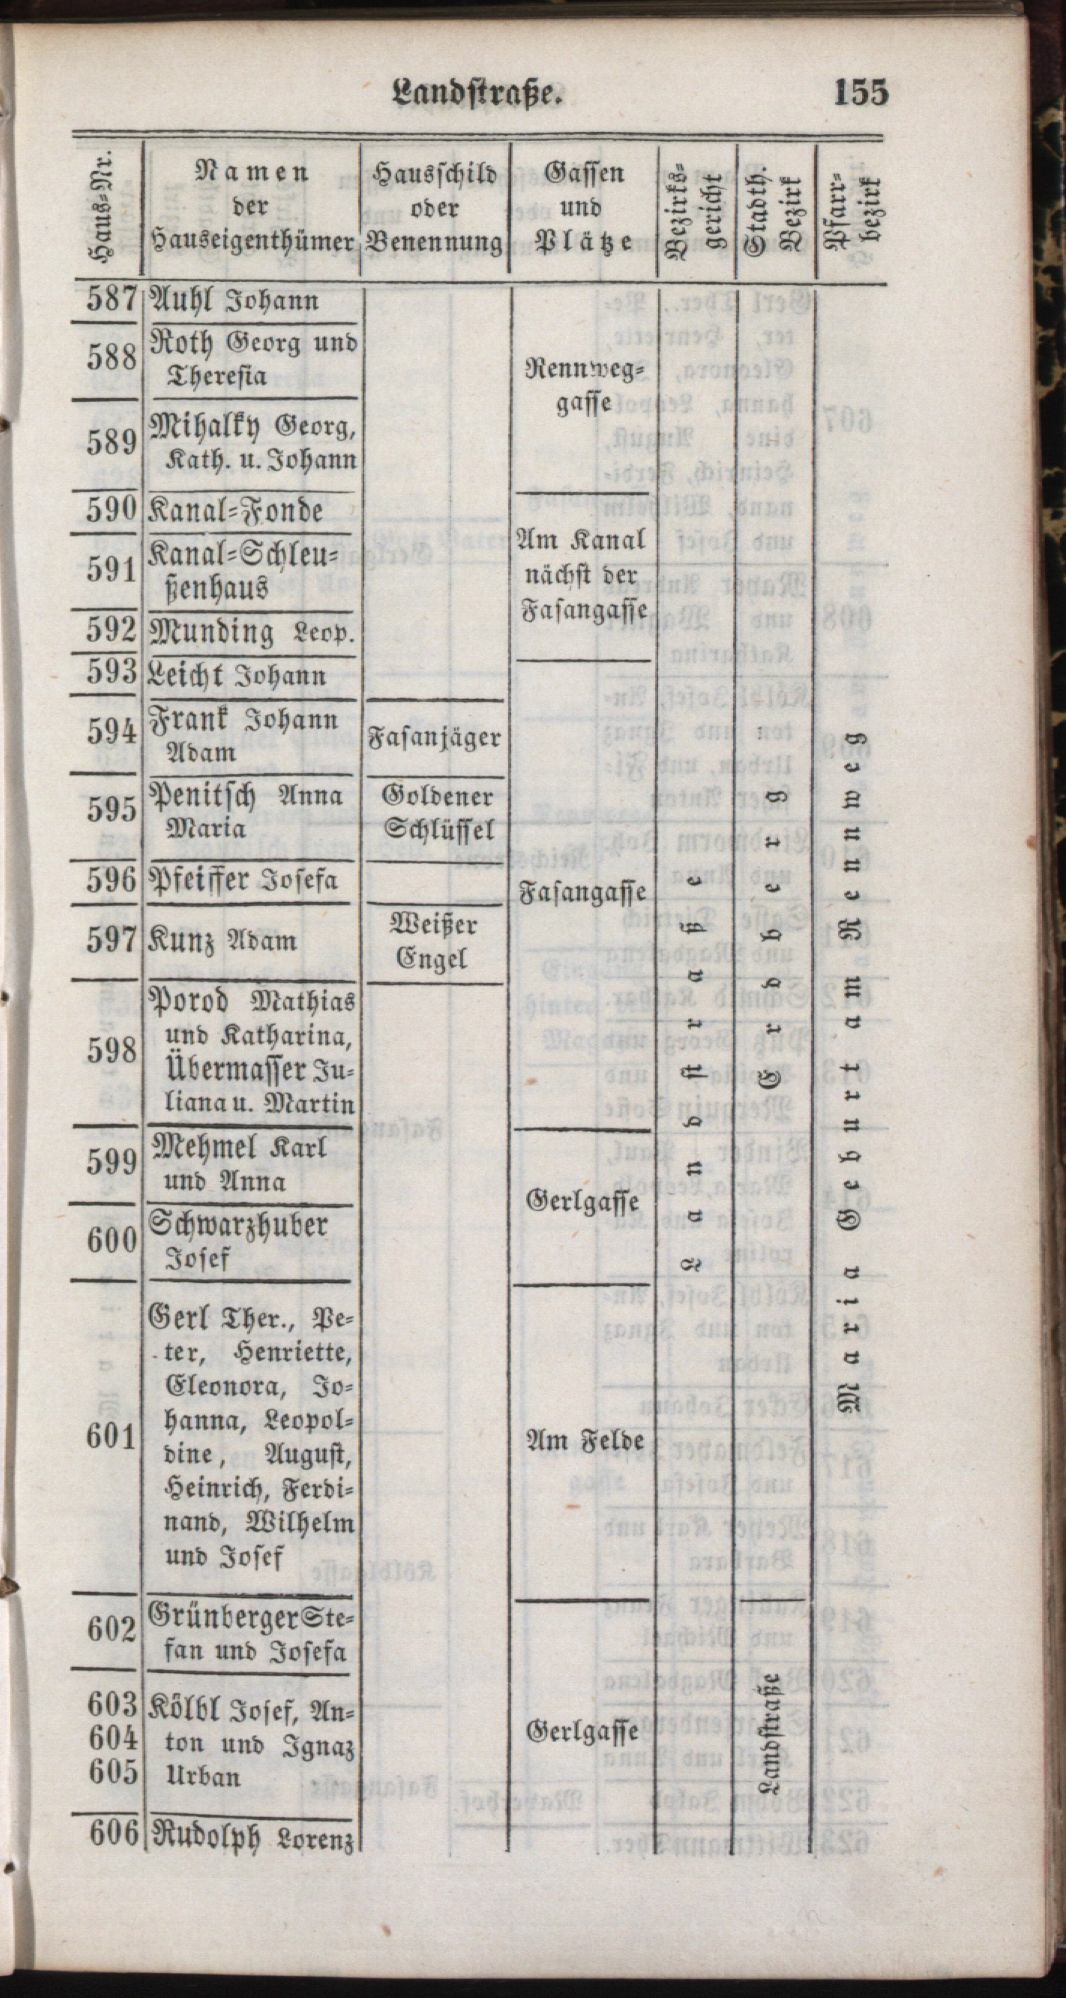 Landstraße.
155
Haus-Nr.
Namen
der
Hauseigenthümer
Hausschild
oder
Benennung
Gassen
und
Plätze
Bezirks-
gericht
Stadth.
Bezirk
Pfarr-
bezirk
587 Auhl Johann
588 Roth Georg und
Theresia
589 Mihalky Georg,
Kath. u. Johann
Rennweg-
gasse
590 Kanal-Fonde
591 Kanal-Schleu-
ßenhaus
592 Munding Leop.
Am Kanal
nächst der
Fasangasse
593 Leicht Johann
594 Frank Johann
Adam
Fasanjäger
595 Penitsch Anna
Maria
Goldener
Schlüssel
596 Pfeiffer Josefa
Fasangasse
597 Kunz Adam
Weißer
Engel
598 Porod Mathias
und Katharina,
Übermasser Ju-
liana u. Martin
599 Mehmel Karl
und Anna
600 Schwarzhuber
Josef
Gerlgasse
601 Gerl Ther., Pe-
ter, Henriette,
Eleonora, Jo-
hanna, Leopol-
dine, August,
Heinrich, Ferdi-
nand, Wilhelm
und Josef
Am Felde
602 Grünberger Ste-
fan und Josefa
603 Kölbl Josef, An-
604 ton und Ignaz
605 Urban
606 Rudolph Lorenz
Gerlgasse
Landstraße
Erdberg
Landstraße
Maria Geburt am Rennweg